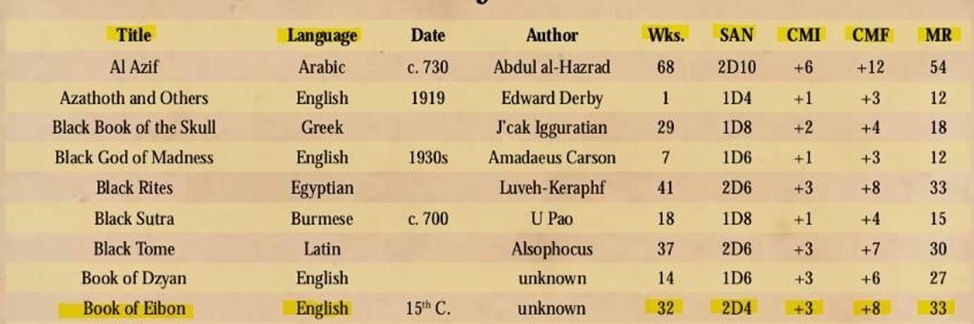 Title Language Date Author Wks. SAN CMI CMF MR
Al Azif Arabic c. 730 Abdul al-Hazrad 68 2D10 +6 +12 54
Azathoth and Others English 1919 Edward Derby 1 1D4 +1 +3 12
Black Book of the Skull Greek J'cak Igguratian 29 1D8 +2 +4 18
Black God of Madness English 1930s Amadaeus Carson 7 1D6 +1 +3 12
Black Rites Egyptian Luveh-Keraphf 41 2D6 +3 +8 33
Black Sutra Burmese c. 700 U Pao 18 1D8 +1 +4 15
Black Tome Latin Alsophocus 37 2D6 +3 +7 30
Book of Dzyan English unknown 14 1D6 +3 +6 27
Book of Eibon English 15th C. unknown 32 2D4 +3 +8 33